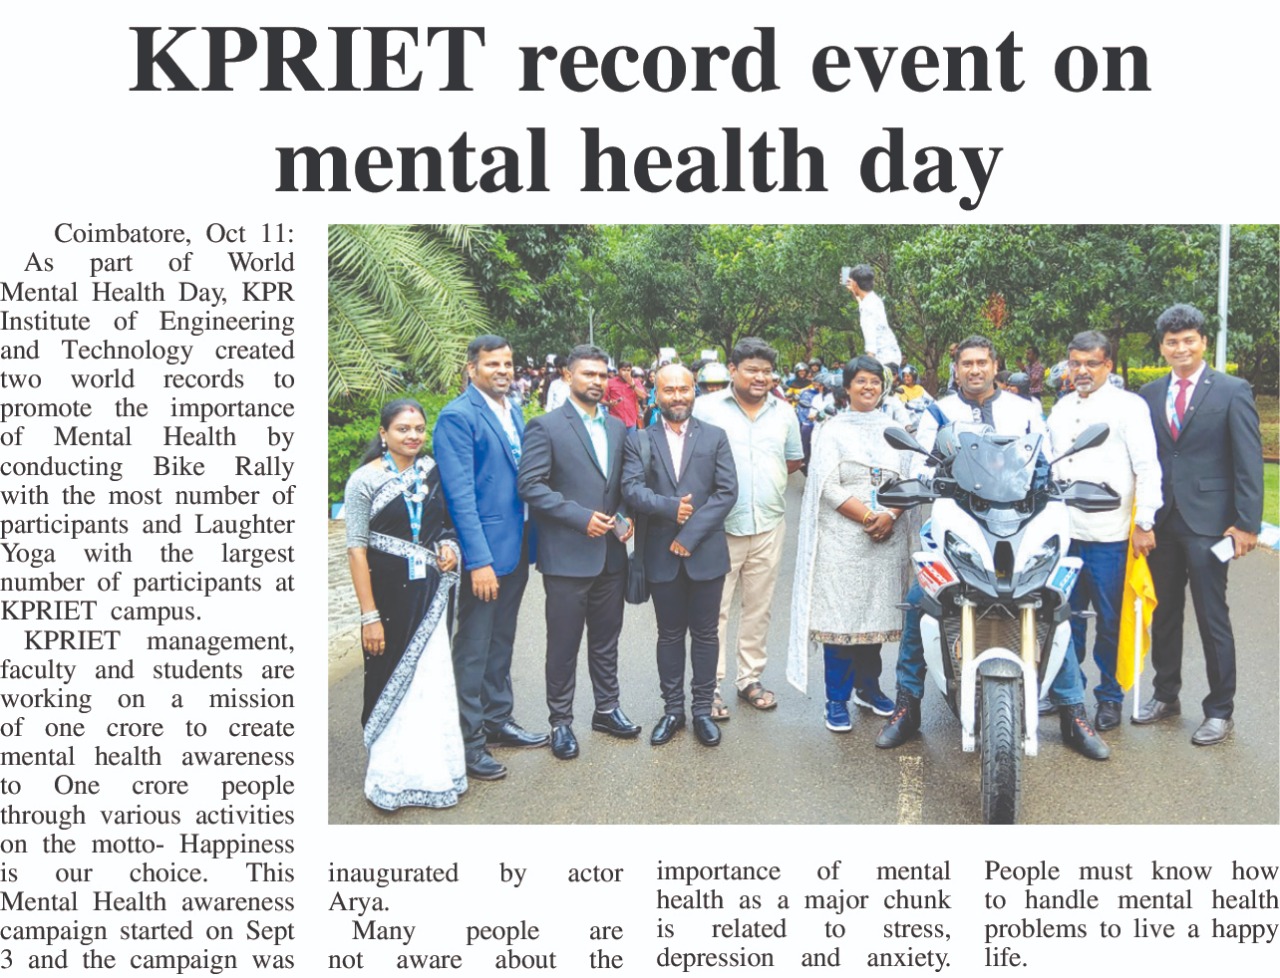 KPRIET record event on
mental health day
Coimbatore, Oct 11:
As part of World
Mental Health Day, KPR
Institute of Engineering
and Technology created
two world records to
promote the importance
of Mental Health by
conducting Bike Rally
with the most number of
participants and Laughter
Yoga with the largest
number of participants at
KPRIET campus.
KPRIET management,
faculty and students are
working on a mission
of one crore to create
mental health awareness
to One crore people
through various activities
on the motto- Happiness
is our choice. This
Mental Health awareness
campaign started on Sept
3 and the campaign was
inaugurated by actor
Arya.
Many people are
not aware about the
importance of mental
health as a major chunk
is related to stress,
depression and anxiety.
People must know how
to handle mental health
problems to live a happy
life.